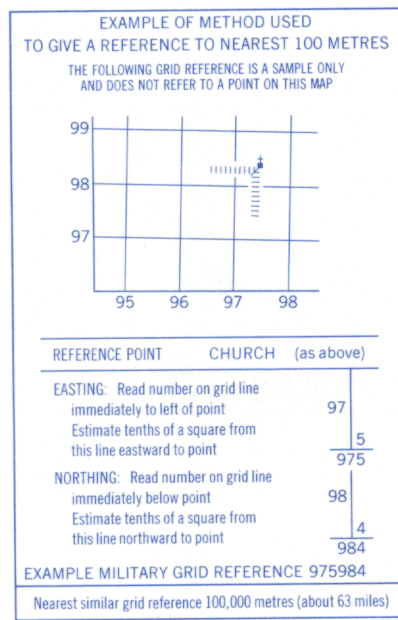 EXAMPLE OF METHOD USED
TO GIVE A REFERENCE TO NEAREST 100 METRES
THE FOLLOWING GRID REFERENCE IS A SAMPLE ONLY
AND DOES NOT REFER TO A POINT ON THIS MAP
99
98
97
95 96 97 98
REFERENCE POINT CHURCH (as above)
EASTING: Read number on grid line
immediately to left of point 97
Estimate tenths of a square from
this line eastward to point 5
975
NORTHING: Read number on grid line
immediately below point 98
Estimate tenths of a square from
this line northward to point 4
984
EXAMPLE MILITARY GRID REFERENCE 975984
Nearest similar grid reference 100,000 metres (about 63 miles)